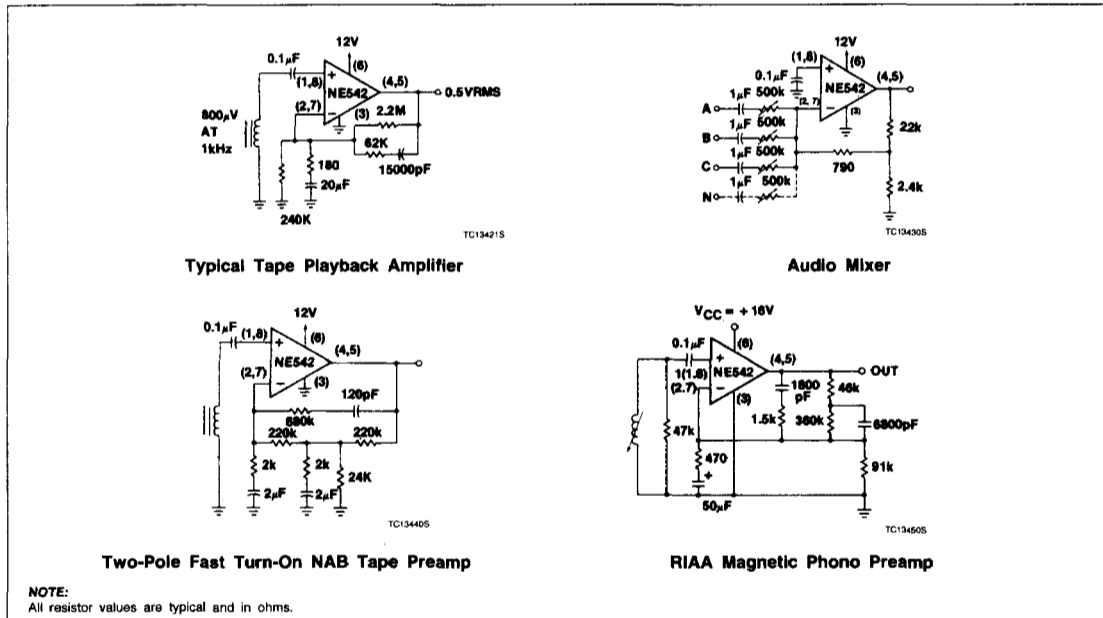 12V
0.1µF
(6)
(1,8)
+
(4,5)
NE542
0.5VRMS
(2,7)
−
(3)
800µV
AT
1kHz
2.2M
62K
15000pF
180
20µF
240K
TC13421S
Typical Tape Playback Amplifier
12V
(1,8)
(6)
+
(4,5)
0.1µF
NE542
1µF 500k
A
(2, 7)
−
(3)
1µF 500k
B
22k
1µF 500k
C
790
1µF 500k
N
2.4k
TC13430S
Audio Mixer
12V
0.1µF
(1,8)
(6)
+
(4,5)
NE542
(2,7)
−
(3)
120pF
680k
220k
220k
2k
2k
24K
2µF
2µF
TC13440S
Two-Pole Fast Turn-On NAB Tape Preamp
VCC = + 16V
0.1µF
(6)
+
(4,5)
1(1.8)
NE542
OUT
(2.7)
−
(3)
1800
pF
46k
1.5k
360k
6800pF
47k
470
+
91k
50µF
TC13450S
RIAA Magnetic Phono Preamp
NOTE:
All resistor values are typical and in ohms.